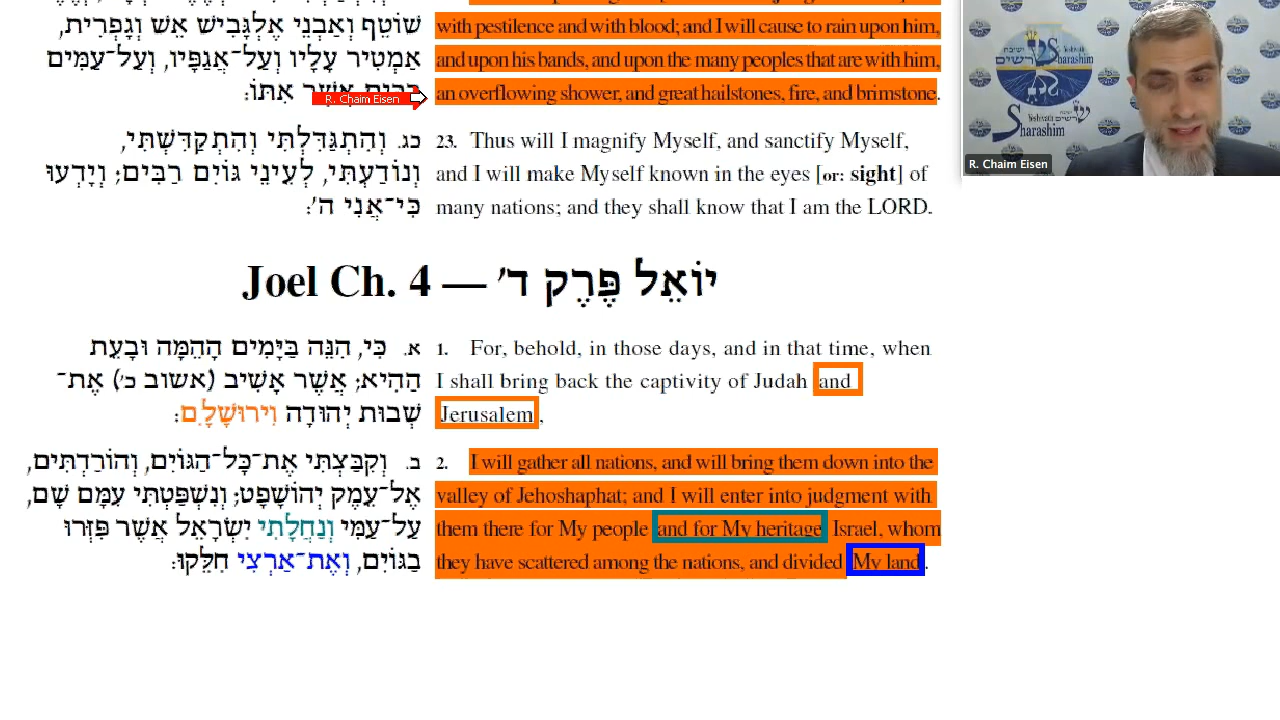 שׁוֹטֵף וְאַבְנֵי אֶלְגָּבִישׁ אֵשׁ וְגָפְרִית,
אַמְטִיר עָלָיו וְעַל־אֲגַפָּיו, וְעַל־עַמִּים
אִתּוֹ:
with pestilence and with blood; and I will cause to rain upon him,
and upon his bands, and upon the many peoples that are with him,
an overflowing shower, and great hailstones, fire, and brimstone.
R. Chaim Eisen
כג. וְהִתְגַּדִּלְתִּי וְהִתְקַדִּשְׁתִּי,
וְנוֹדַעְתִּי, לְעֵינֵי גּוֹיִם רַבִּים; וְיָדְעוּ
כִּי־אֲנִי ה':
23. Thus will I magnify Myself, and sanctify Myself,
and I will make Myself known in the eyes [or: sight] of
many nations; and they shall know that I am the LORD.
Joel Ch. 4 — יוֹאֵל פֶּרֶק ד'
א. כִּי, הִנֵּה בַּיָּמִים הָהֵמָּה וּבָעֵת
הַהִיא; אֲשֶׁר אָשִׁיב (אשוב כ') אֶת־
שְׁבוּת יְהוּדָה וִירוּשָׁלִָם:
1. For, behold, in those days, and in that time, when
I shall bring back the captivity of Judah and
Jerusalem,
ב. וְקִבַּצְתִּי אֶת־כָּל־הַגּוֹיִם, וְהוֹרַדְתִּים,
אֶל־עֵמֶק יְהוֹשָׁפָט; וְנִשְׁפַּטְתִּי עִמָּם שָׁם,
עַל־עַמִּי וְנַחֲלָתִי יִשְׂרָאֵל אֲשֶׁר פִּזְּרוּ
בַגּוֹיִם, וְאֶת־אַרְצִי חִלֵּקוּ:
2. I will gather all nations, and will bring them down into the
valley of Jehoshaphat; and I will enter into judgment with
them there for My people and for My heritage Israel, whom
they have scattered among the nations, and divided My land.
ישיבת
שרשים
Yeshivath
Sharashim
Yeshivath
Sharashim
R. Chaim Eisen